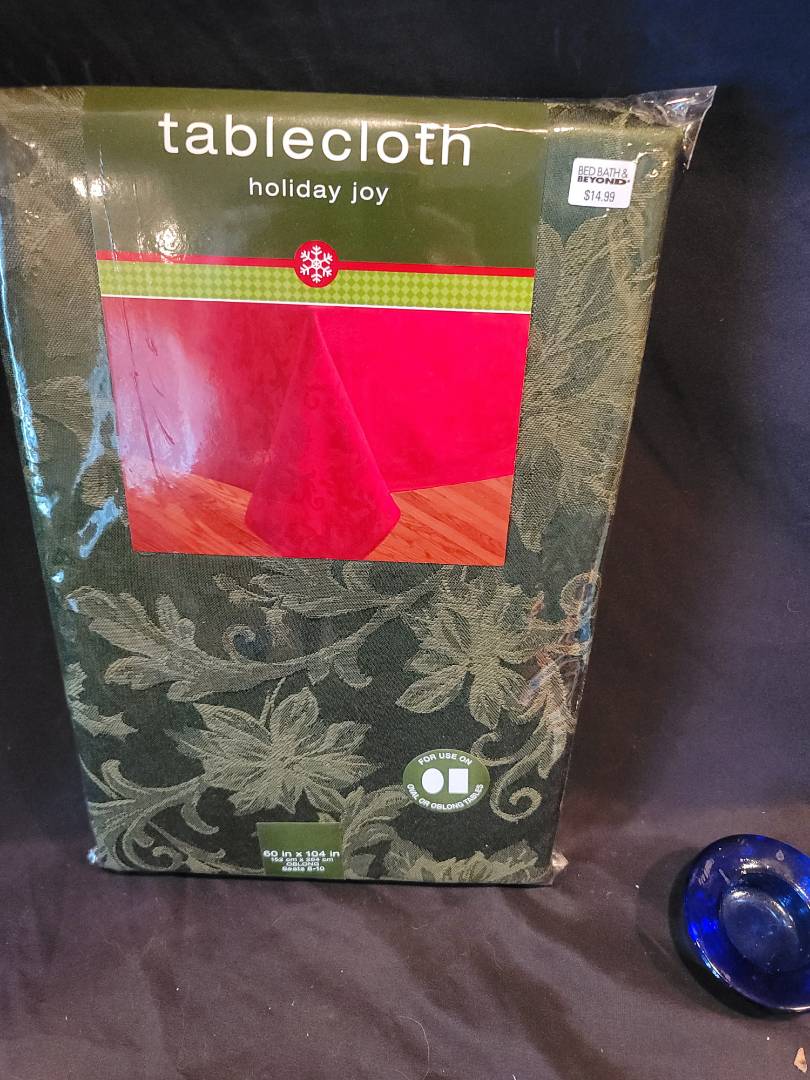 tablecloth
holiday joy
BED BATH &
BEYOND
$14.99
FOR USE ON
OVAL OR OBLONG TABLES
60 in x 104 in
152 cm x 264 cm
OBLONG
Seats 8-10